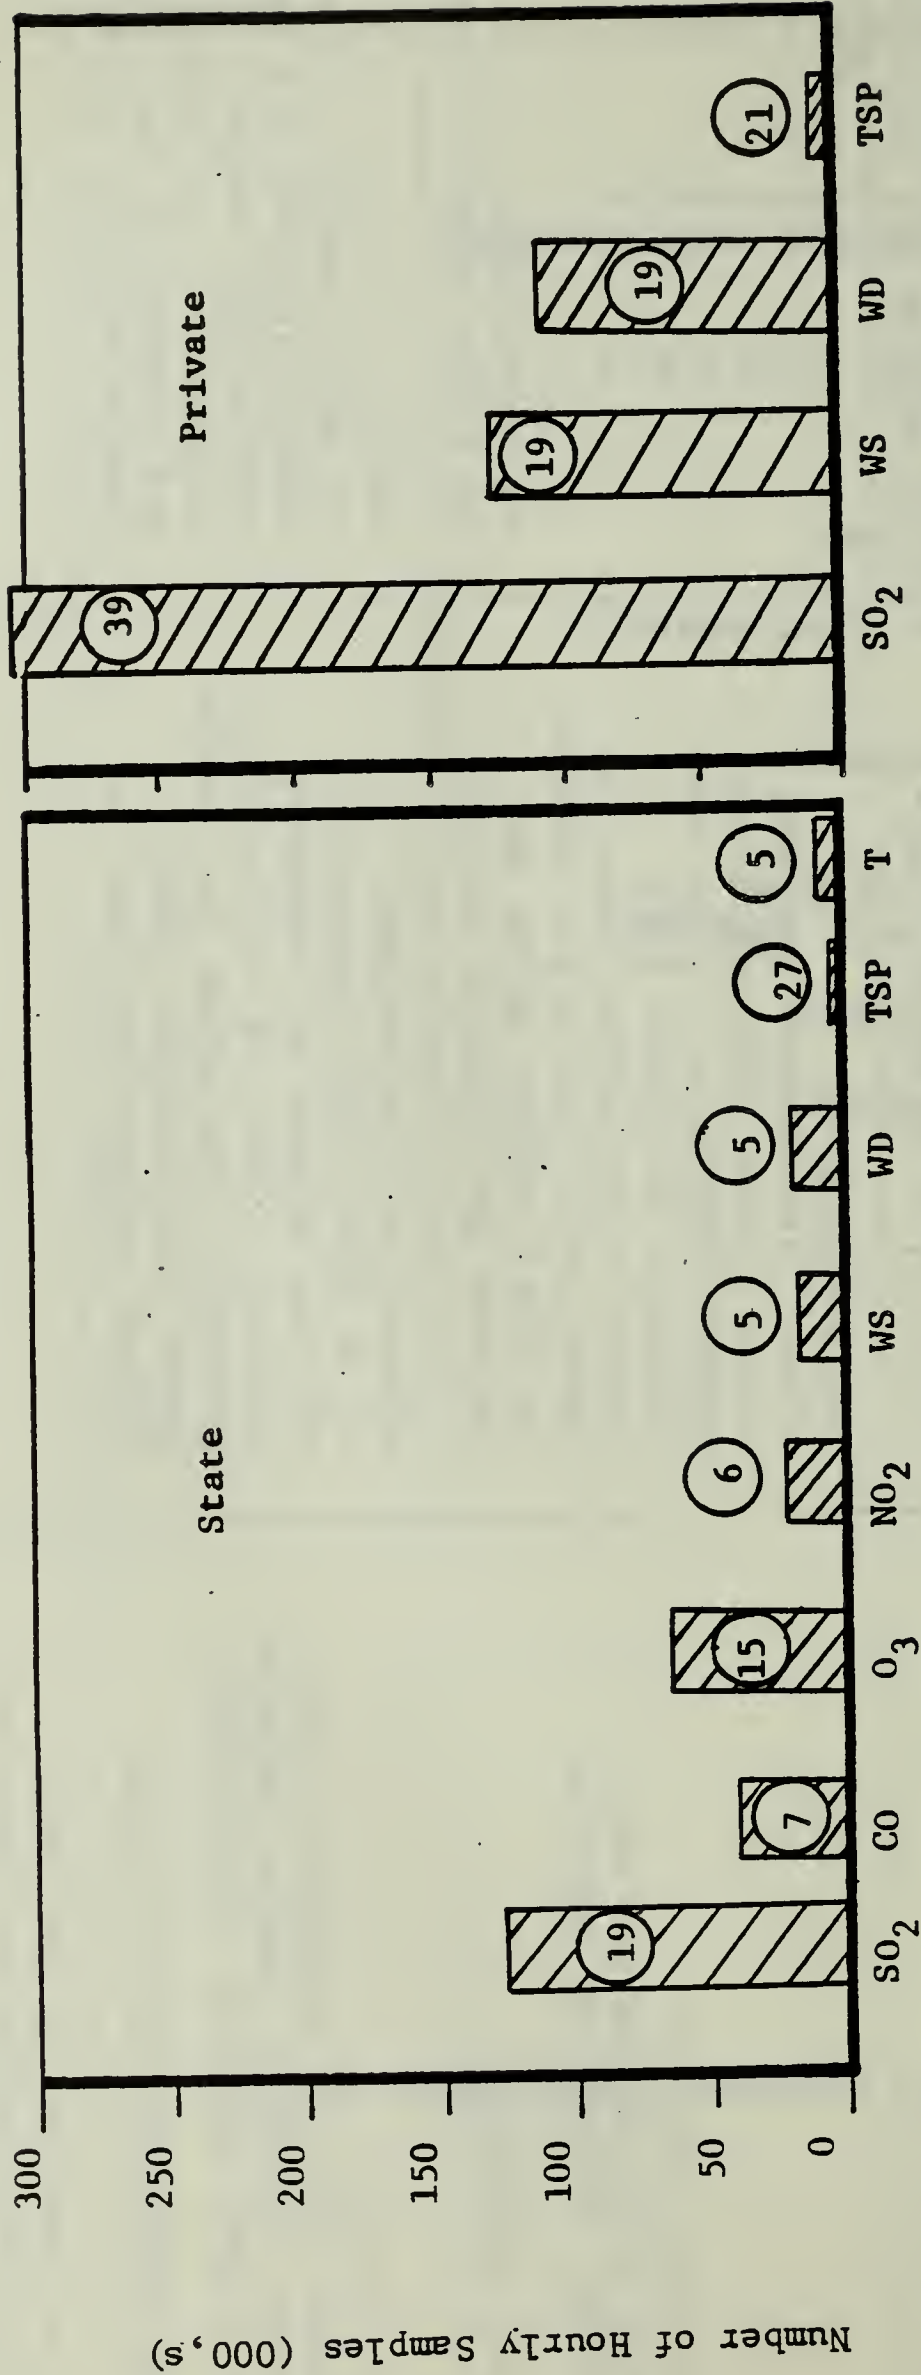 Number of Hourly Samples (000,s)
300
250
200
150
100
50
0
State
19
7
15
6
5
5
27
5
SO2
CO
O3
NO2
WS
WD
TSP
T
Private
39
19
19
21
SO2
WS
WD
TSP